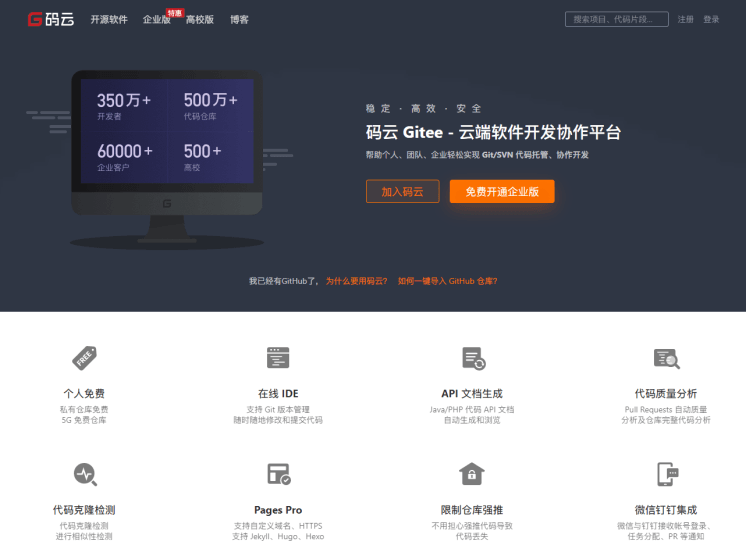 码云
开源软件
企业版
特惠
高校版
博客
搜索项目、代码片段...
注册
登录
350万+
开发者
500万+
代码仓库
60000+
企业客户
500+
高校
稳定 · 高效 · 安全
码云 Gitee - 云端软件开发协作平台
帮助个人、团队、企业轻松实现 Git/SVN 代码托管、协作开发
加入码云
免费开通企业版
我已经有GitHub了， 为什么要用码云? 如何一键导入 GitHub 仓库?
FREE
个人免费
私有仓库免费
5G 免费仓库
在线 IDE
支持 Git 版本管理
随时随地修改和提交代码
API 文档生成
Java/PHP 代码 API 文档
自动生成和浏览
代码质量分析
Pull Requests 自动质量
分析及仓库完整代码分析
代码克隆检测
代码克隆检测
进行相似性检测
Pages Pro
支持自定义域名、HTTPS
支持 Jekyll、Hugo、Hexo
限制仓库强推
不用担心强推代码导致
代码丢失
微信钉钉集成
微信与钉钉接收帐号登录、
任务分配、PR 等通知